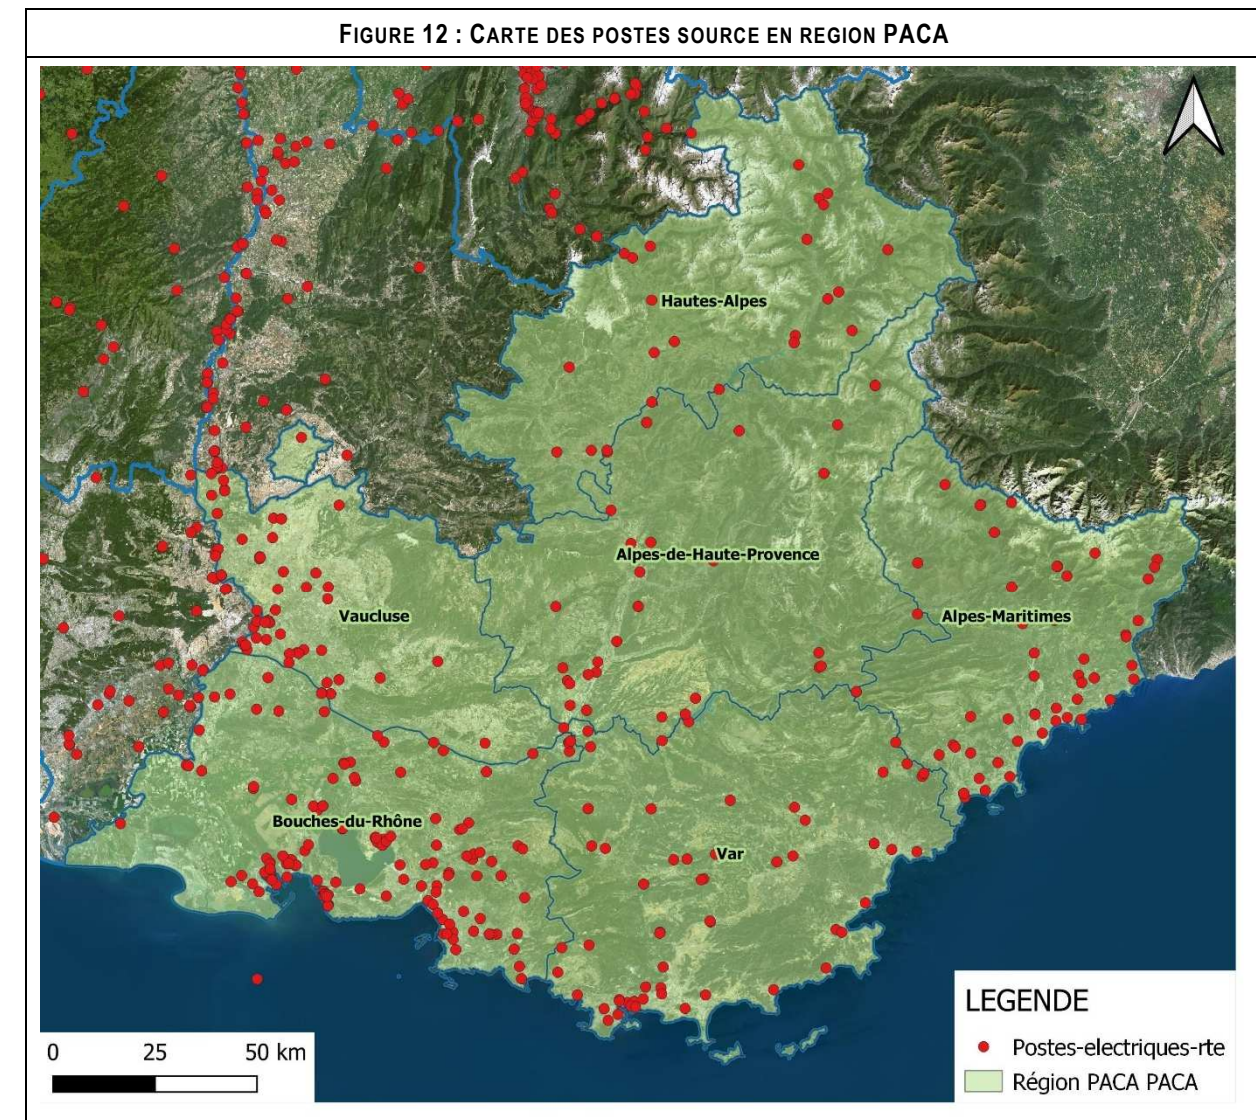 FIGURE 12 : CARTE DES POSTES SOURCE EN REGION PACA
Hautes-Alpes
Alpes-de-Haute-Provence
Vaucluse
Alpes-Maritimes
Bouches-du-Rhône
Var
LEGENDE
Postes-electriques-rte
Région PACA PACA
0 25 50 km